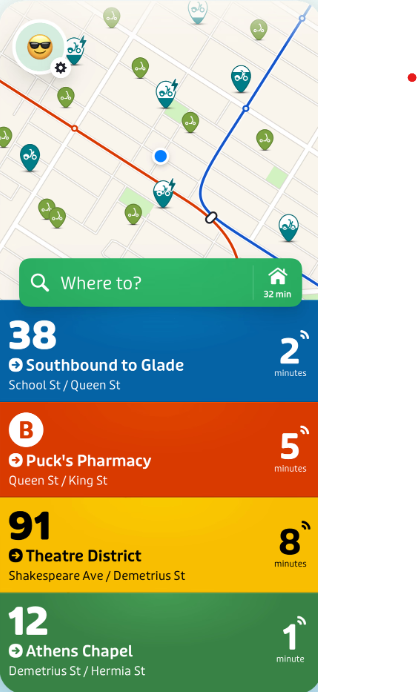 Where to?
32 min
38
Southbound to Glade
School St / Queen St
2
minutes
B
Puck's Pharmacy
Queen St / King St
5
minutes
91
Theatre District
Shakespeare Ave / Demetrius St
8
minutes
12
Athens Chapel
Demetrius St / Hermia St
1
minute